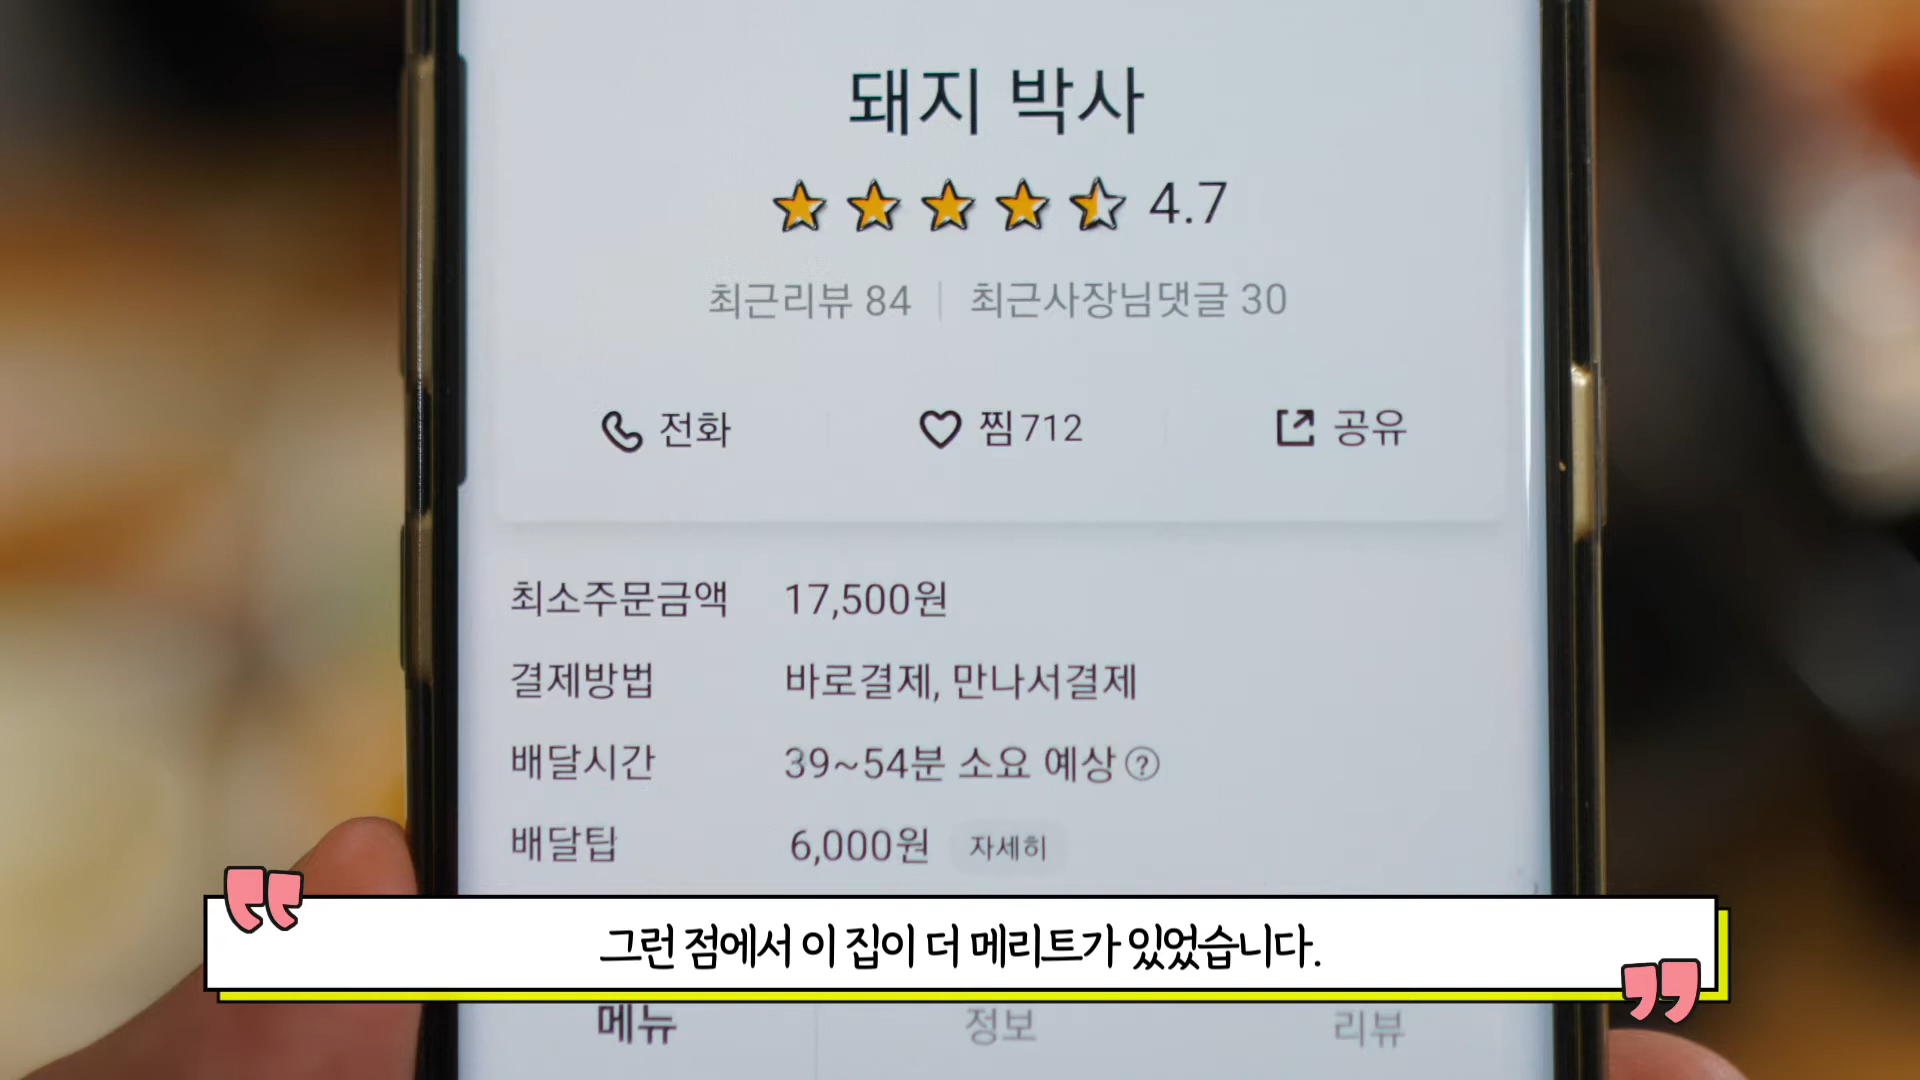 돼지 박사
4.7
최근리뷰 84 | 최근사장님댓글 30
전화
찜 712
공유
최소주문금액 17,500원
결제방법 바로결제, 만나서결제
배달시간 39~54분 소요 예상 ?
배달팁 6,000원 자세히
그런 점에서 이 집이 더 메리트가 있었습니다.
메뉴 정보 리뷰